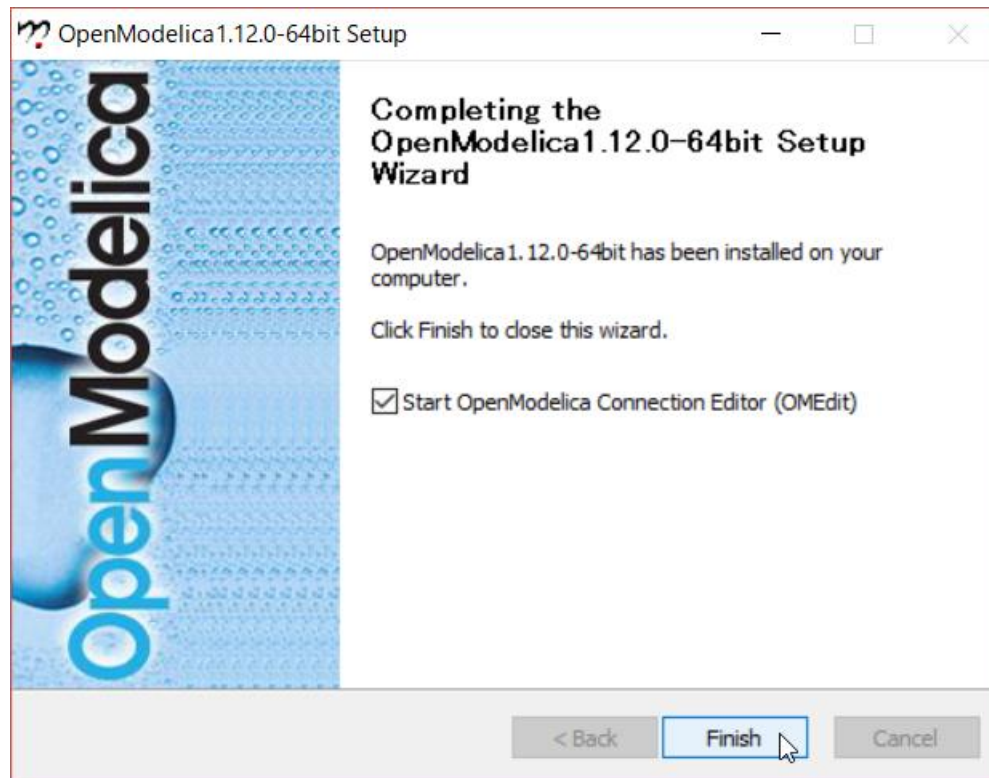 OpenModelica1.12.0-64bit Setup
OpenModelica
Completing the
OpenModelica1.12.0-64bit Setup
Wizard
OpenModelica1.12.0-64bit has been installed on your
computer.
Click Finish to close this wizard.
Start OpenModelica Connection Editor (OMEdit)
< Back
Finish
Cancel